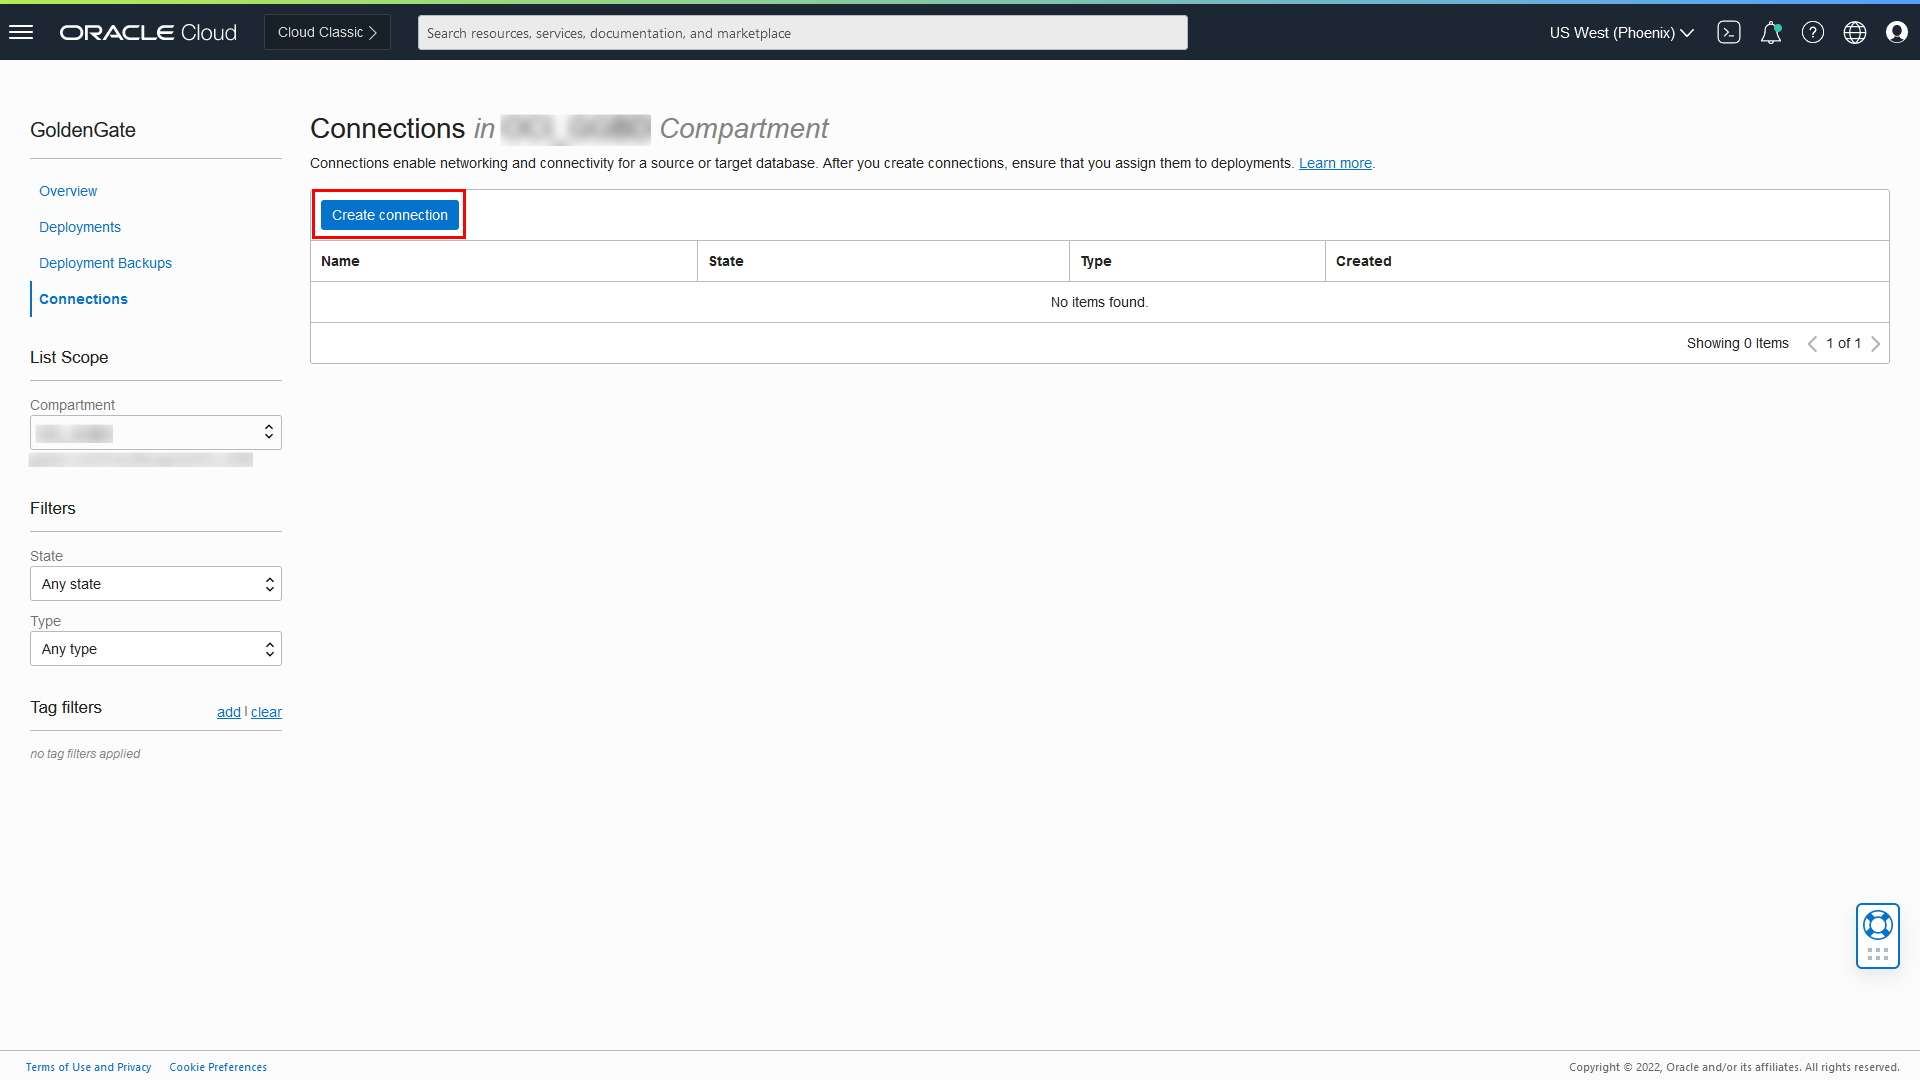 ORACLE Cloud
Cloud Classic
Search resources, services, documentation, and marketplace
US West (Phoenix)
GoldenGate
Overview
Deployments
Deployment Backups
Connections
List Scope
Compartment
Filters
State
Any state
Type
Any type
Tag filters
add | clear
no tag filters applied
Connections in Compartment
Connections enable networking and connectivity for a source or target database. After you create connections, ensure that you assign them to deployments. Learn more.
Create connection
Name State Type Created
No items found.
Showing 0 Items 1 of 1
Terms of Use and Privacy Cookie Preferences
Copyright © 2022, Oracle and/or its affiliates. All rights reserved.